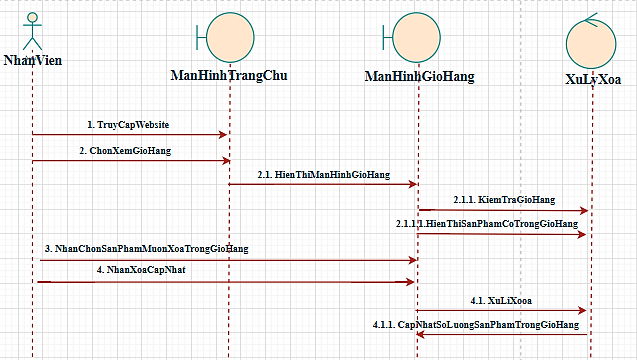 NhanVien
ManHinhTrangChu
ManHinhGioHang
XuLyXoa
1. TruyCapWebsite
2. ChonXemGioHang
2.1. HienThiManHinhGioHang
2.1.1. KiemTraGioHang
2.1.1.1.HienThiSanPhamCoTrongGioHang
3. NhanChonSanPhamMuonXoaTrongGioHang
4. NhanXoaCapNhat
4.1. XuLiXooa
4.1.1. CapNhatSoLuongSanPhamTrongGioHang